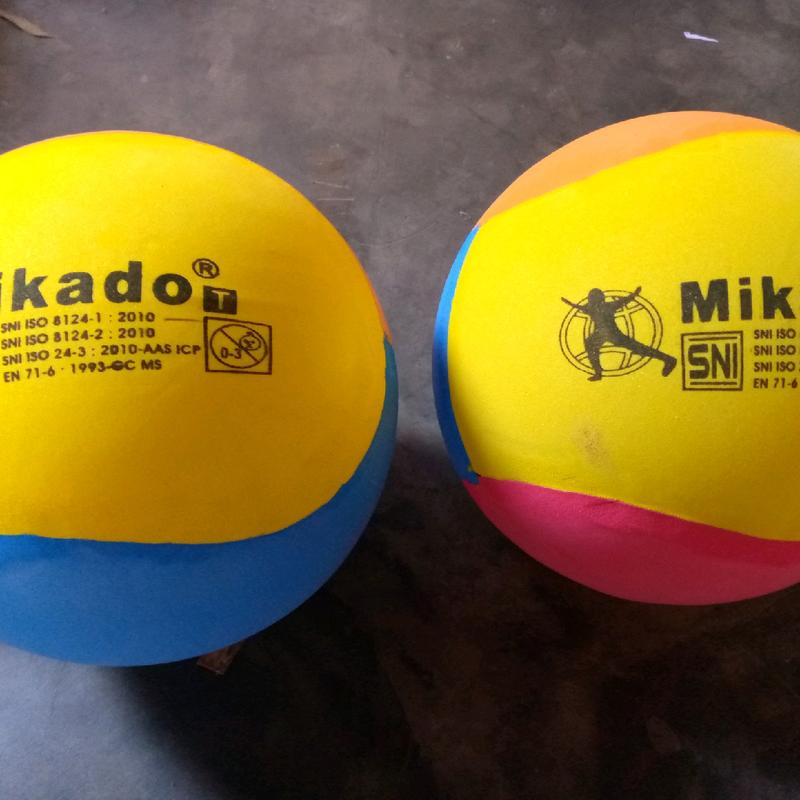 ikado®
T
SNI ISO 8124-1 : 2010
SNI ISO 8124-2 : 2010
SNI ISO 24-3 : 2010-AAS ICP
EN 71-6 · 1993-GC MS
0-3
Mik
SNI
SNI ISO
SNI ISO
SNI ISO
EN 71-6